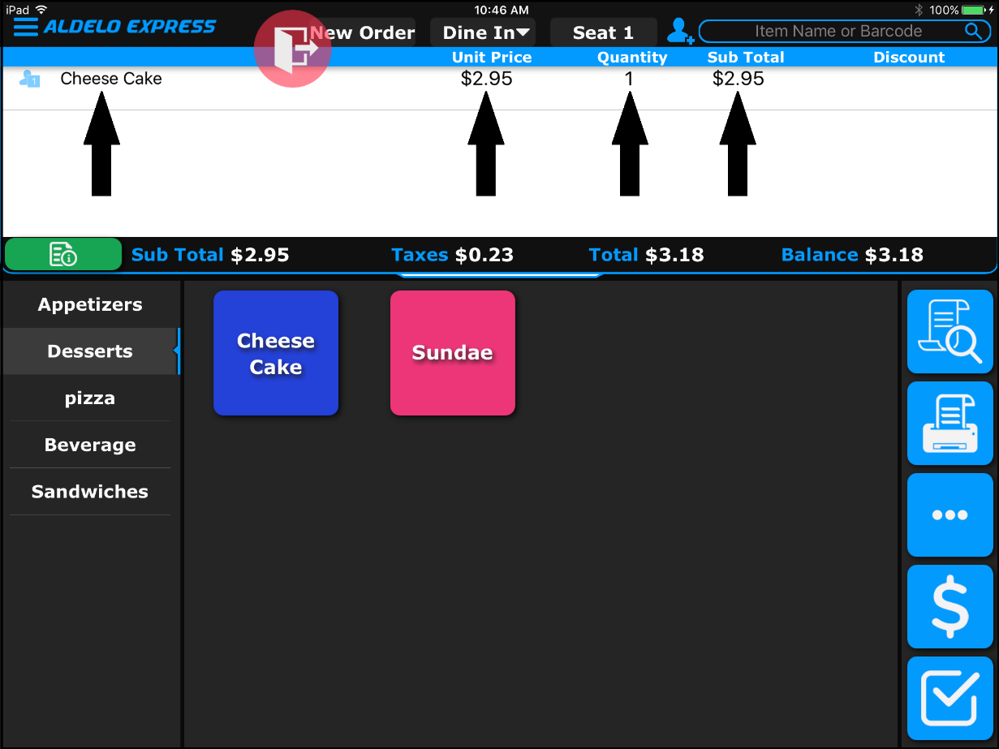 iPad 10:46 AM 100%
ALDELO EXPRESS New Order Dine In Seat 1 Item Name or Barcode
Unit Price Quantity Sub Total Discount
1 Cheese Cake $2.95 1 $2.95
Sub Total $2.95 Taxes $0.23 Total $3.18 Balance $3.18
Appetizers
Desserts
pizza
Beverage
Sandwiches
Cheese
Cake
Sundae
$